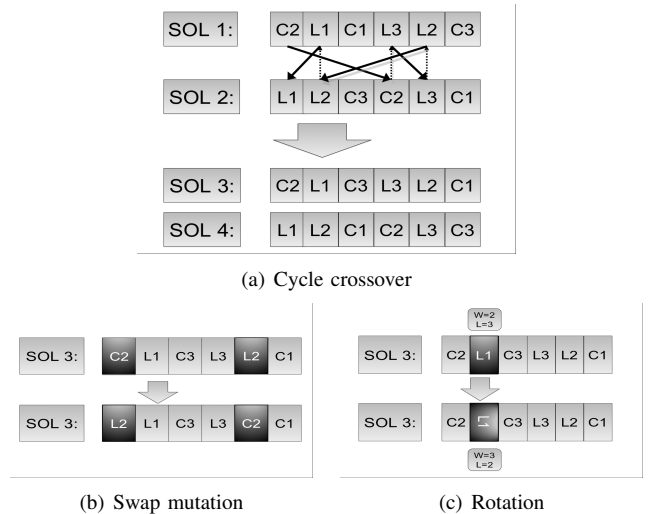 SOL 1: C2 L1 C1 L3 L2 C3
SOL 2: L1 L2 C3 C2 L3 C1
SOL 3: C2 L1 C3 L3 L2 C1
SOL 4: L1 L2 C1 C2 L3 C3
(a) Cycle crossover
SOL 3: C2 L1 C3 L3 L2 C1
SOL 3: L2 L1 C3 L3 C2 C1
(b) Swap mutation
W=2
L=3
SOL 3: C2 L1 C3 L3 L2 C1
SOL 3: C2 L1 C3 L3 L2 C1
W=3
L=2
(c) Rotation